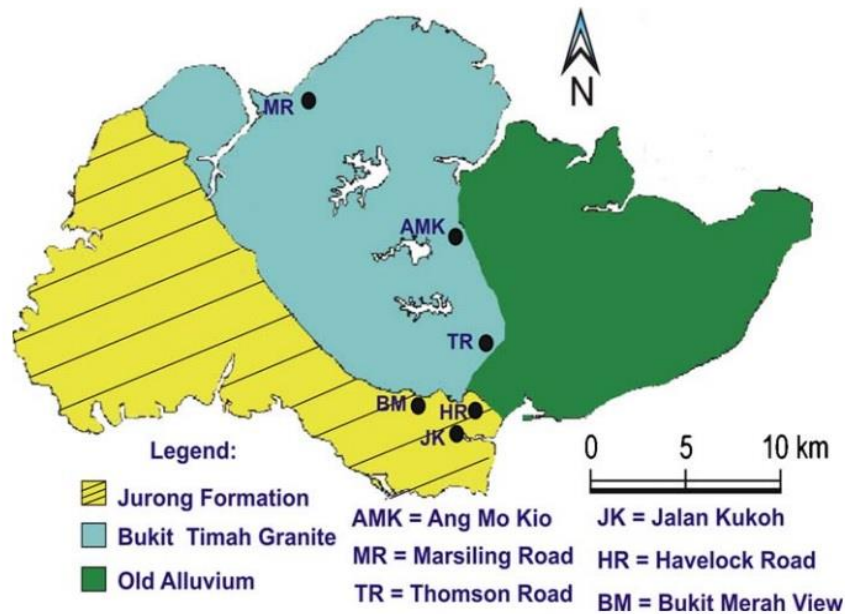 N
MR
AMK
TR
BM
HR
JK
Legend:
0 5 10 km
Jurong Formation
Bukit Timah Granite
Old Alluvium
AMK = Ang Mo Kio
MR = Marsiling Road
TR = Thomson Road
JK = Jalan Kukoh
HR = Havelock Road
BM = Bukit Merah View